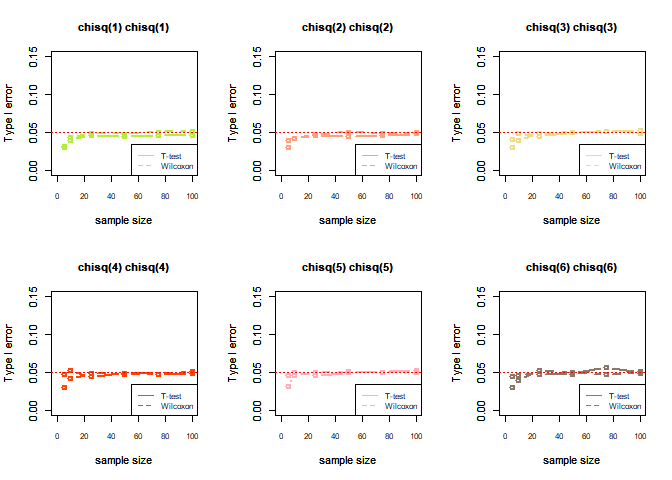 chisq(1) chisq(1)
Type I error
0.00 0.05 0.10 0.15
T-test
Wilcoxon
0 20 40 60 80 100
sample size
chisq(2) chisq(2)
Type I error
0.00 0.05 0.10 0.15
T-test
Wilcoxon
0 20 40 60 80 100
sample size
chisq(3) chisq(3)
Type I error
0.00 0.05 0.10 0.15
T-test
Wilcoxon
0 20 40 60 80 100
sample size
chisq(4) chisq(4)
Type I error
0.00 0.05 0.10 0.15
T-test
Wilcoxon
0 20 40 60 80 100
sample size
chisq(5) chisq(5)
Type I error
0.00 0.05 0.10 0.15
T-test
Wilcoxon
0 20 40 60 80 100
sample size
chisq(6) chisq(6)
Type I error
0.00 0.05 0.10 0.15
T-test
Wilcoxon
0 20 40 60 80 100
sample size